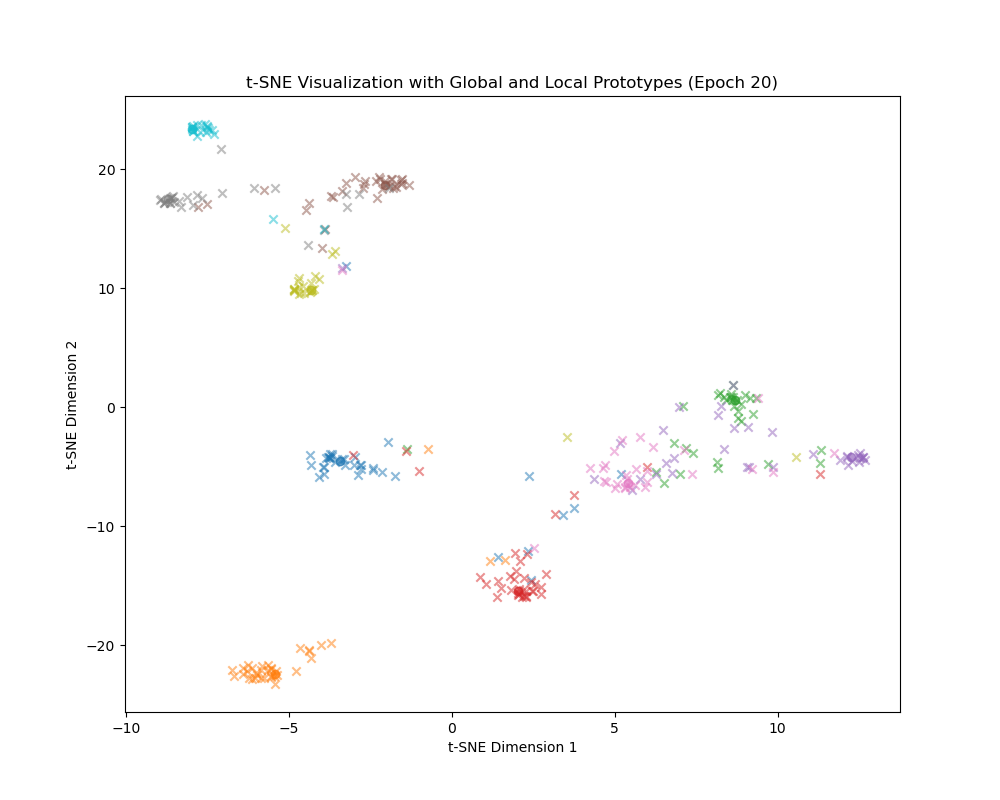 t-SNE Visualization with Global and Local Prototypes (Epoch 20)
20
10
0
−10
−20
t-SNE Dimension 2
−10 −5 0 5 10
t-SNE Dimension 1